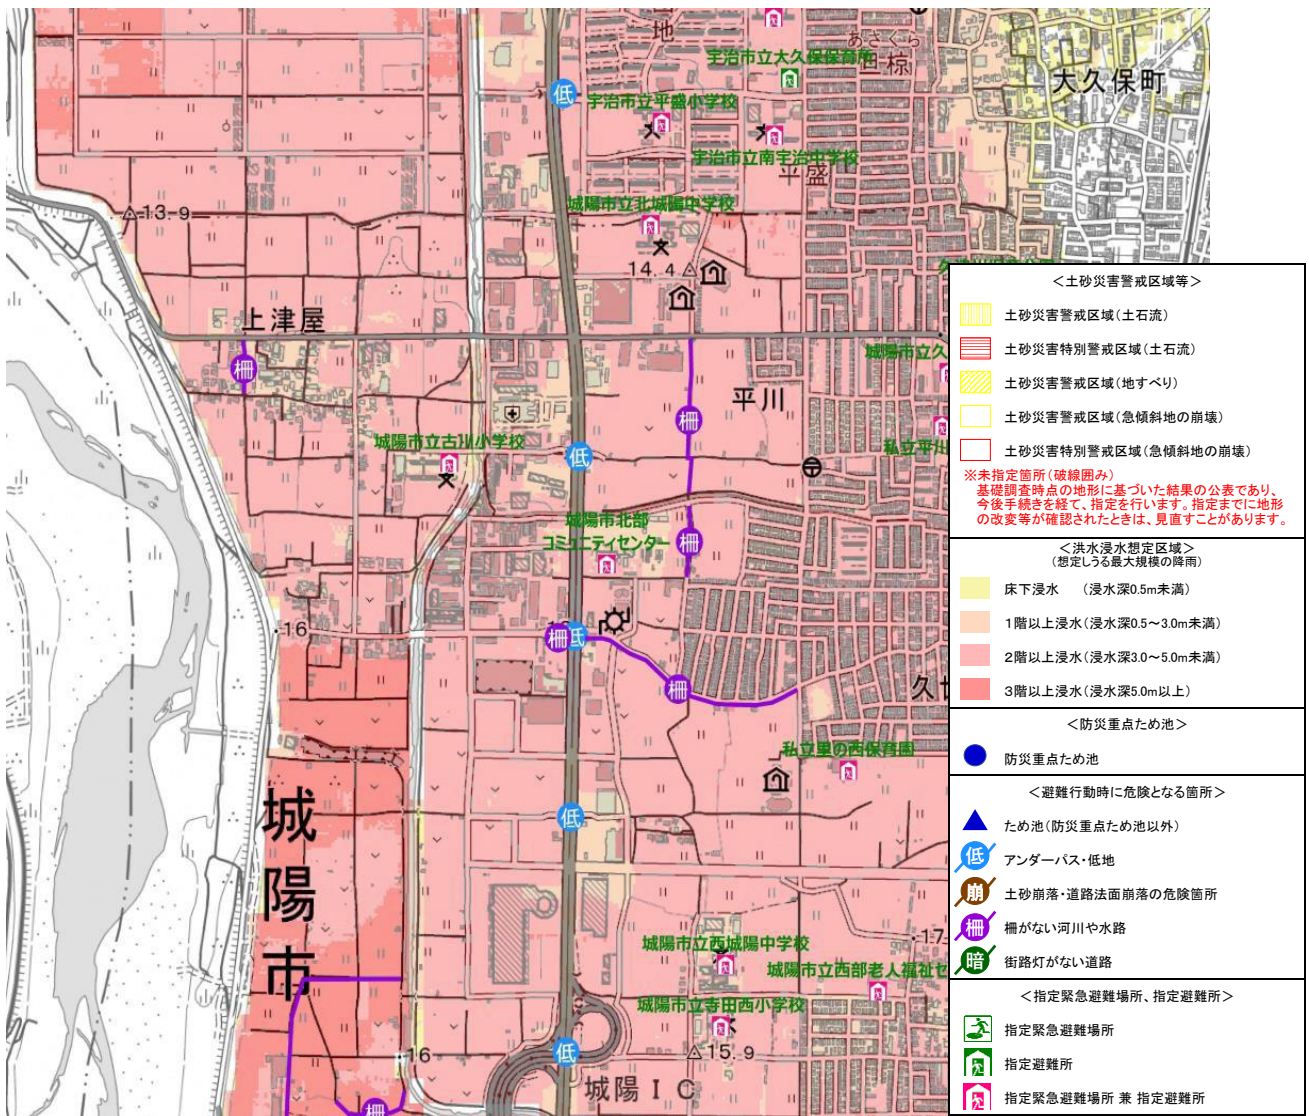 地
あさくら
旦椋
大久保町
宇治市立大久保保育所
低
宇治市立平盛小学校
宇治市立南宇治中学校
平盛
13.9
城陽市立北城陽中学校
14.4
上津屋
柵
城陽市立久
平川
柵
城陽市立古川小学校
低
私立平川
城陽市北部
コミュニティセンター
柵
16
柵
低
柵
久世
私立里の西保育園
城陽市
低
城陽市立西城陽中学校
17
城陽市立西部老人福祉セ
城陽市立寺田西小学校
低
16
15.9
城陽IC
柵
＜土砂災害警戒区域等＞
土砂災害警戒区域(土石流)
土砂災害特別警戒区域(土石流)
土砂災害警戒区域(地すべり)
土砂災害警戒区域(急傾斜地の崩壊)
土砂災害特別警戒区域(急傾斜地の崩壊)
※未指定箇所(破線囲み)
基礎調査時点の地形に基づいた結果の公表であり、
今後手続きを経て、指定を行います。指定までに地形
の改変等が確認されたときは、見直すことがあります。
＜洪水浸水想定区域＞
(想定しうる最大規模の降雨)
床下浸水　(浸水深0.5m未満)
1階以上浸水(浸水深0.5～3.0m未満)
2階以上浸水(浸水深3.0～5.0m未満)
3階以上浸水(浸水深5.0m以上)
＜防災重点ため池＞
防災重点ため池
＜避難行動時に危険となる箇所＞
ため池(防災重点ため池以外)
低 アンダーパス・低地
崩 土砂崩落・道路法面崩落の危険箇所
柵 柵がない河川や水路
暗 街路灯がない道路
＜指定緊急避難場所、指定避難所＞
指定緊急避難場所
指定避難所
指定緊急避難場所 兼 指定避難所